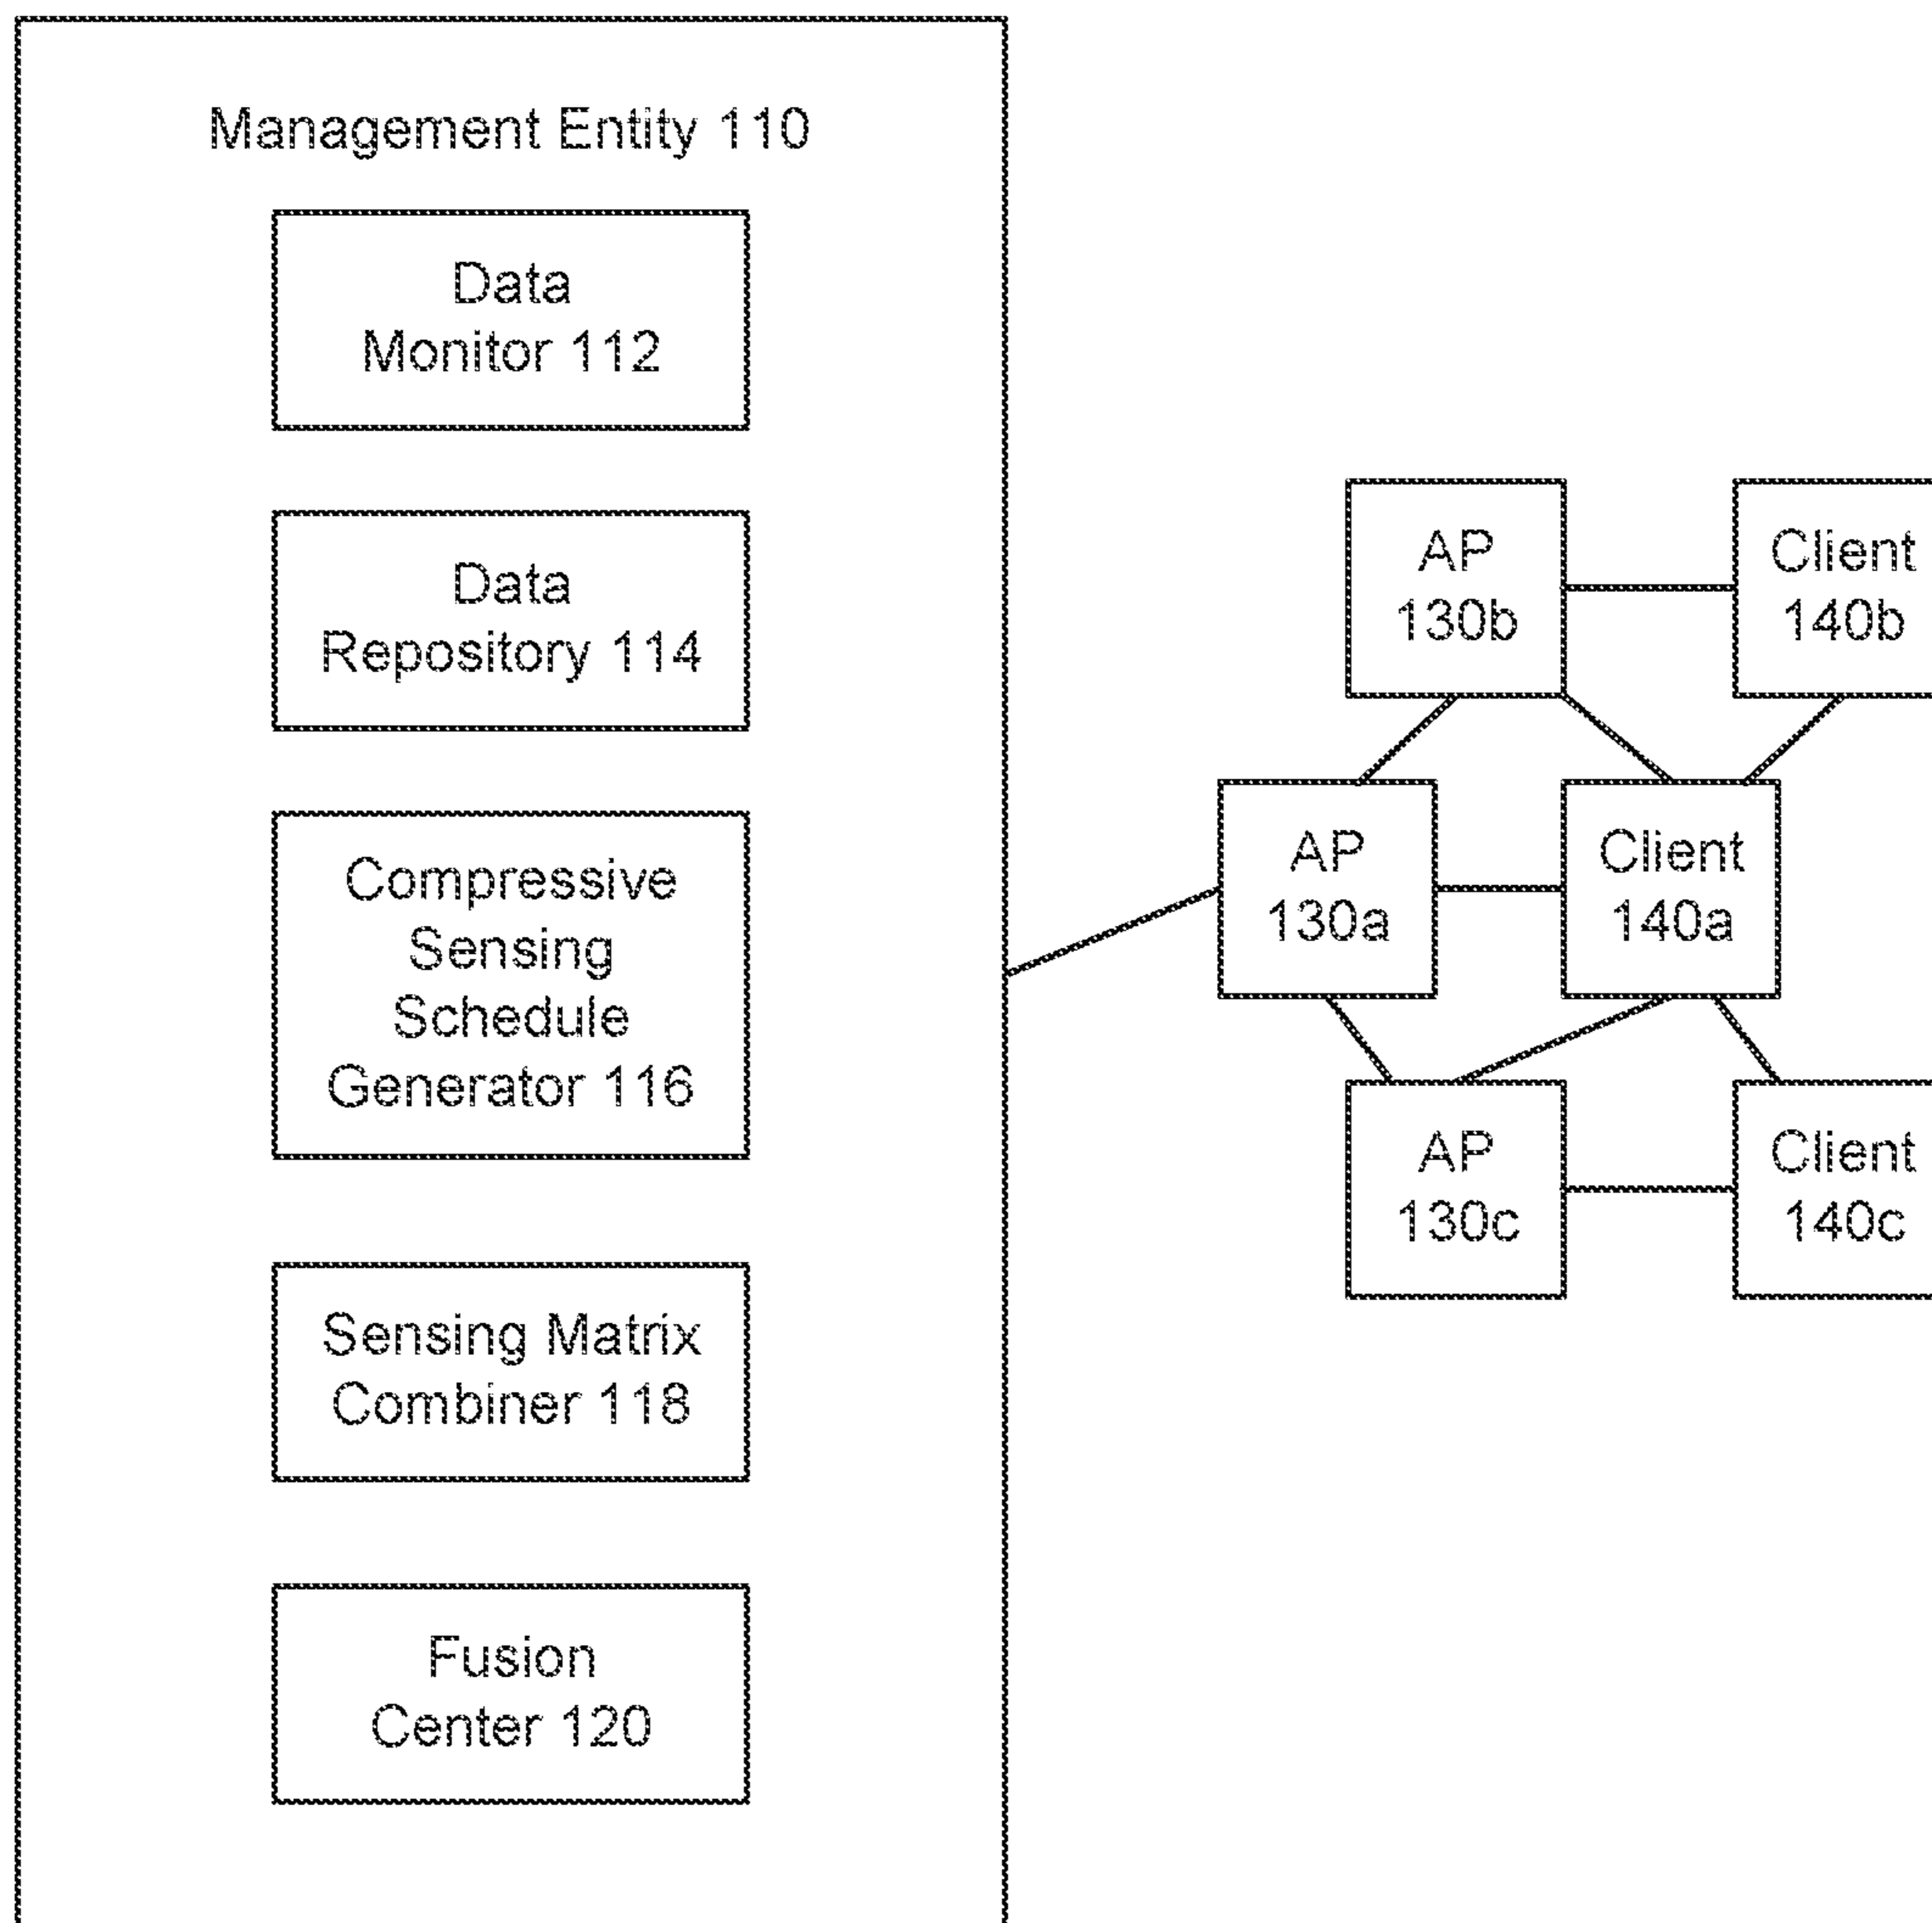 Management Entity 110
Data
Monitor 112
Data
Repository 114
Compressive
Sensing
Schedule
Generator 116
Sensing Matrix
Combiner 118
Fusion
Center 120
AP
130b
Client
140b
AP
130a
Client
140a
AP
130c
Client
140c